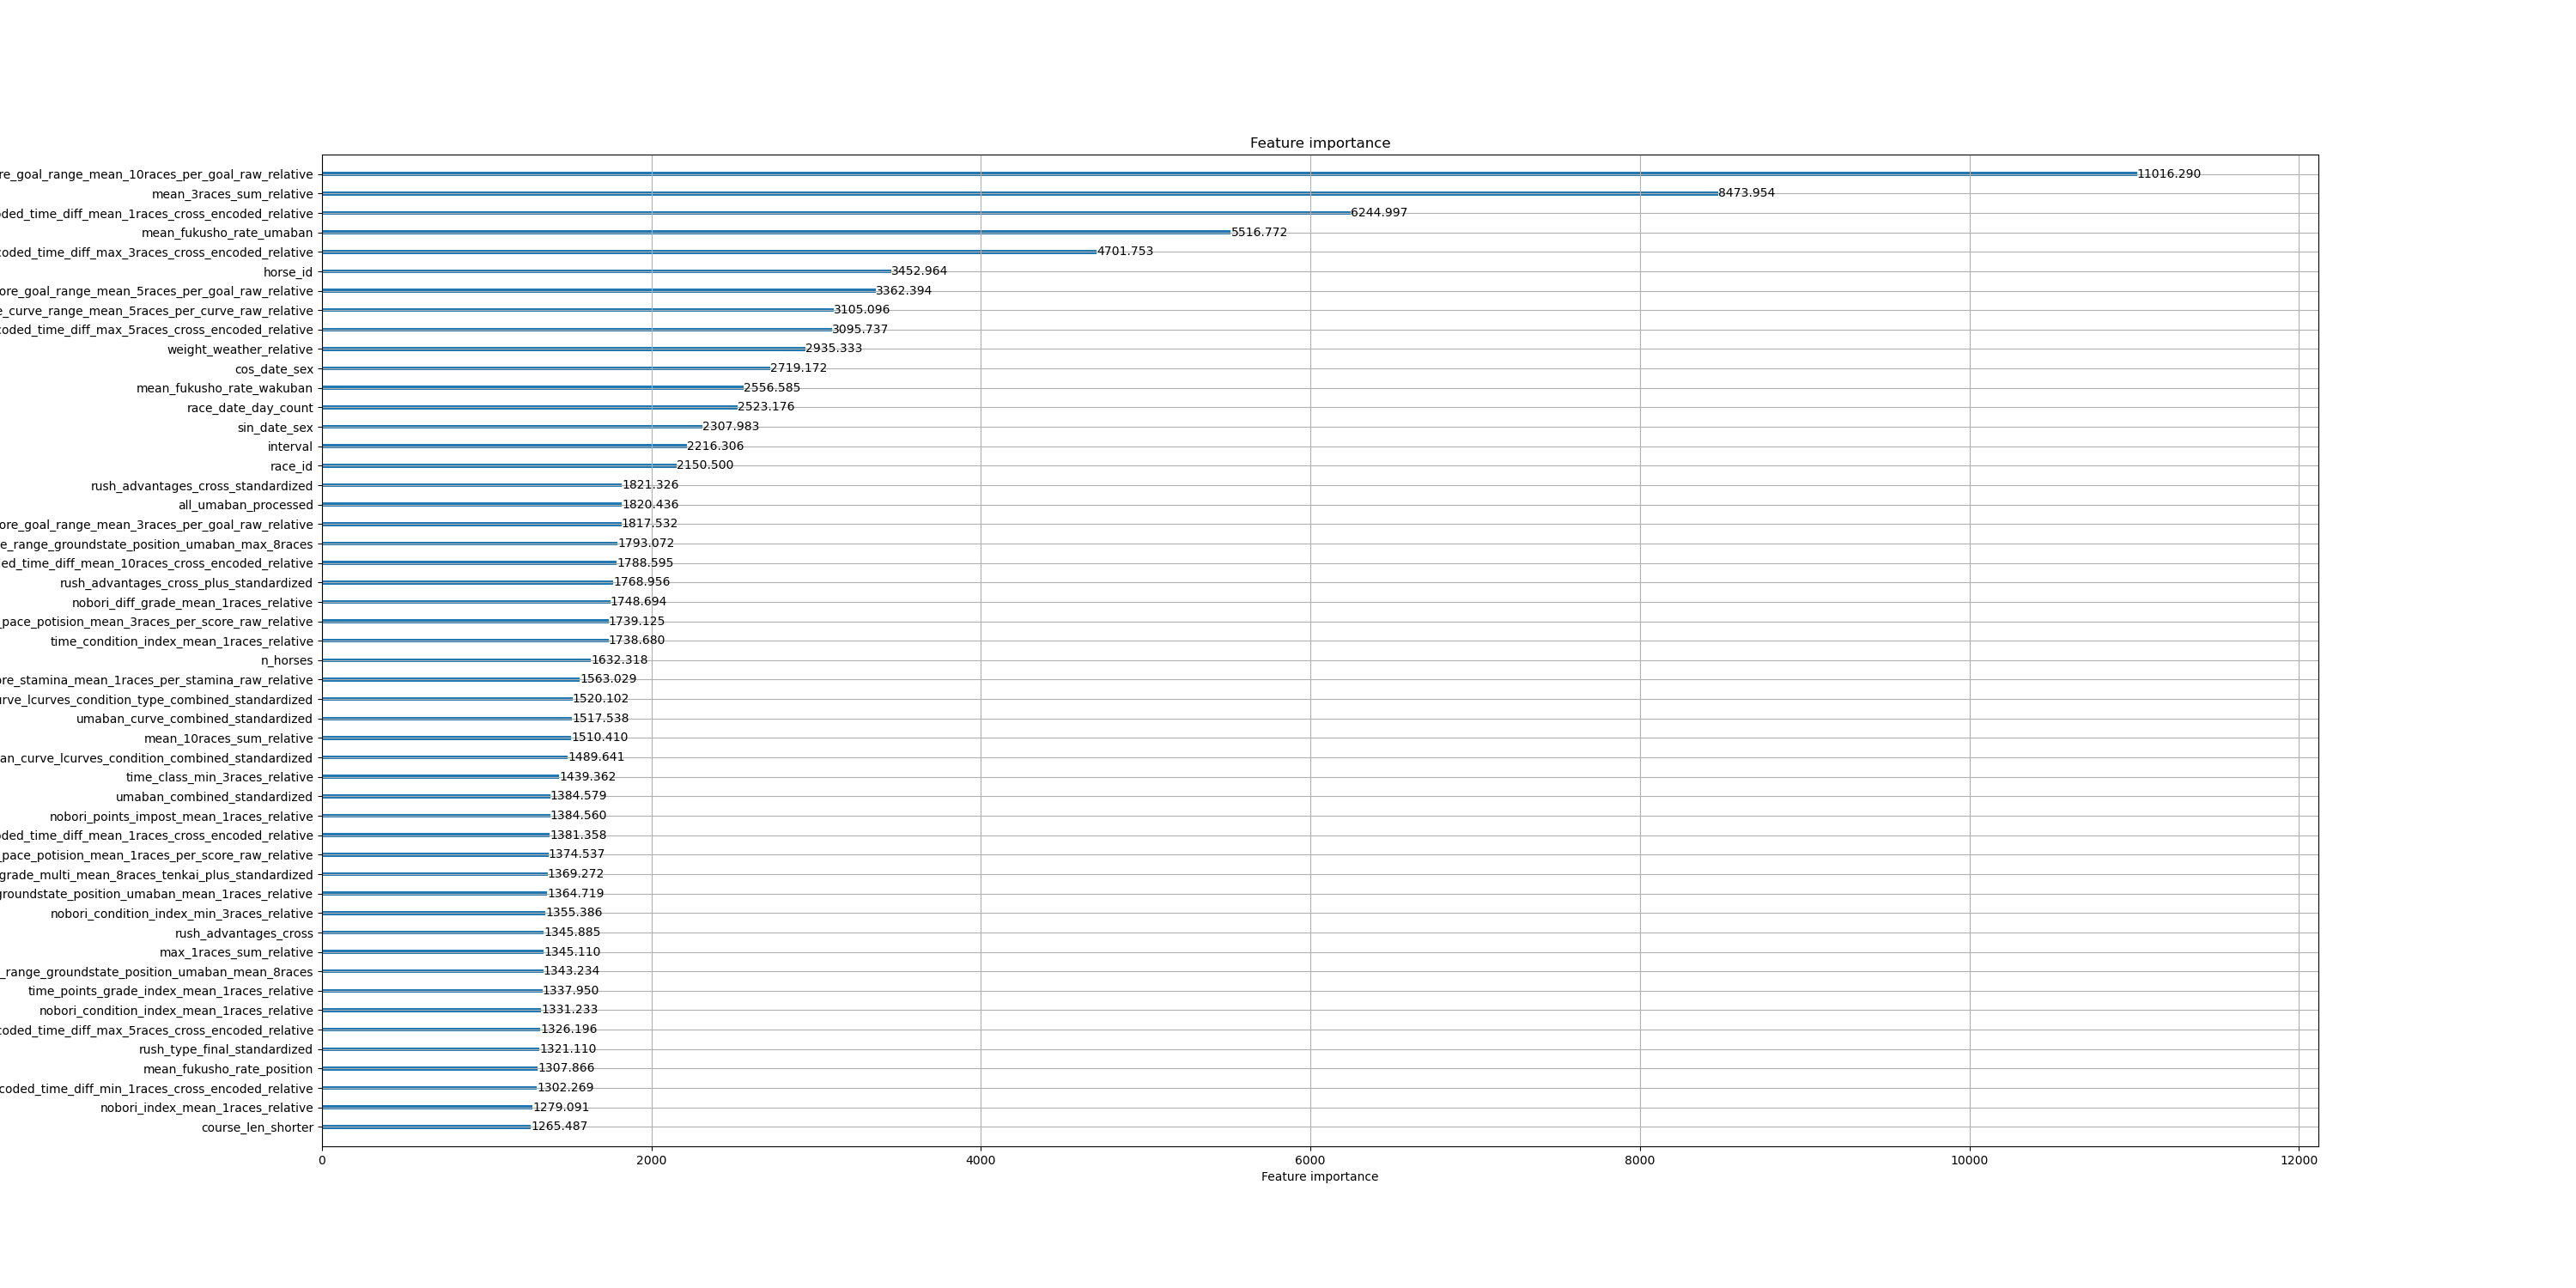 Feature importance
re_goal_range_mean_10races_per_goal_raw_relative 11016.290
mean_3races_sum_relative 8473.954
ded_time_diff_mean_1races_cross_encoded_relative 6244.997
mean_fukusho_rate_umaban 5516.772
coded_time_diff_max_3races_cross_encoded_relative 4701.753
horse_id 3452.964
ore_goal_range_mean_5races_per_goal_raw_relative 3362.394
e_curve_range_mean_5races_per_curve_raw_relative 3105.096
coded_time_diff_max_5races_cross_encoded_relative 3095.737
weight_weather_relative 2935.333
cos_date_sex 2719.172
mean_fukusho_rate_wakuban 2556.585
race_date_day_count 2523.176
sin_date_sex 2307.983
interval 2216.306
race_id 2150.500
rush_advantages_cross_standardized 1821.326
all_umaban_processed 1820.436
ore_goal_range_mean_3races_per_goal_raw_relative 1817.532
e_range_groundstate_position_umaban_max_8races 1793.072
ed_time_diff_mean_10races_cross_encoded_relative 1788.595
rush_advantages_cross_plus_standardized 1768.956
nobori_diff_grade_mean_1races_relative 1748.694
_pace_potision_mean_3races_per_score_raw_relative 1739.125
time_condition_index_mean_1races_relative 1738.680
n_horses 1632.318
ore_stamina_mean_1races_per_stamina_raw_relative 1563.029
urve_lcurves_condition_type_combined_standardized 1520.102
umaban_curve_combined_standardized 1517.538
mean_10races_sum_relative 1510.410
an_curve_lcurves_condition_combined_standardized 1489.641
time_class_min_3races_relative 1439.362
umaban_combined_standardized 1384.579
nobori_points_impost_mean_1races_relative 1384.560
ded_time_diff_mean_1races_cross_encoded_relative 1381.358
_pace_potision_mean_1races_per_score_raw_relative 1374.537
grade_multi_mean_8races_tenkai_plus_standardized 1369.272
groundstate_position_umaban_mean_1races_relative 1364.719
nobori_condition_index_min_3races_relative 1355.386
rush_advantages_cross 1345.885
max_1races_sum_relative 1345.110
_range_groundstate_position_umaban_mean_8races 1343.234
time_points_grade_index_mean_1races_relative 1337.950
nobori_condition_index_mean_1races_relative 1331.233
coded_time_diff_max_5races_cross_encoded_relative 1326.196
rush_type_final_standardized 1321.110
mean_fukusho_rate_position 1307.866
coded_time_diff_min_1races_cross_encoded_relative 1302.269
nobori_index_mean_1races_relative 1279.091
course_len_shorter 1265.487
0 2000 4000 6000 8000 10000 12000
Feature importance